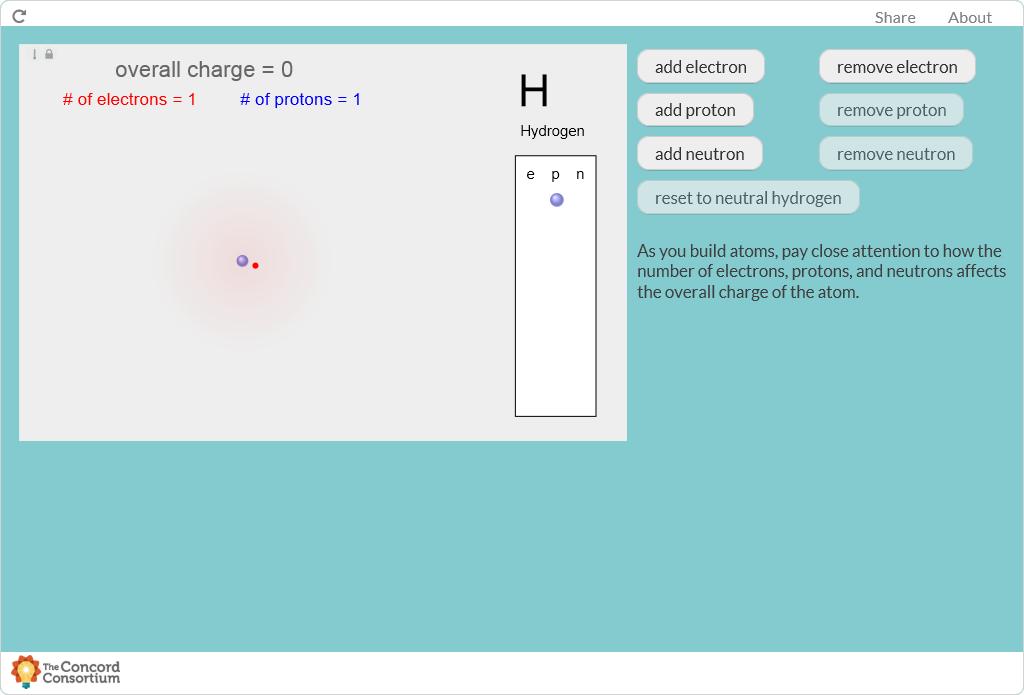 Share About
overall charge = 0
# of electrons = 1 # of protons = 1
H
Hydrogen
e p n
add electron remove electron
add proton remove proton
add neutron remove neutron
reset to neutral hydrogen
As you build atoms, pay close attention to how the
number of electrons, protons, and neutrons affects
the overall charge of the atom.
The Concord
Consortium